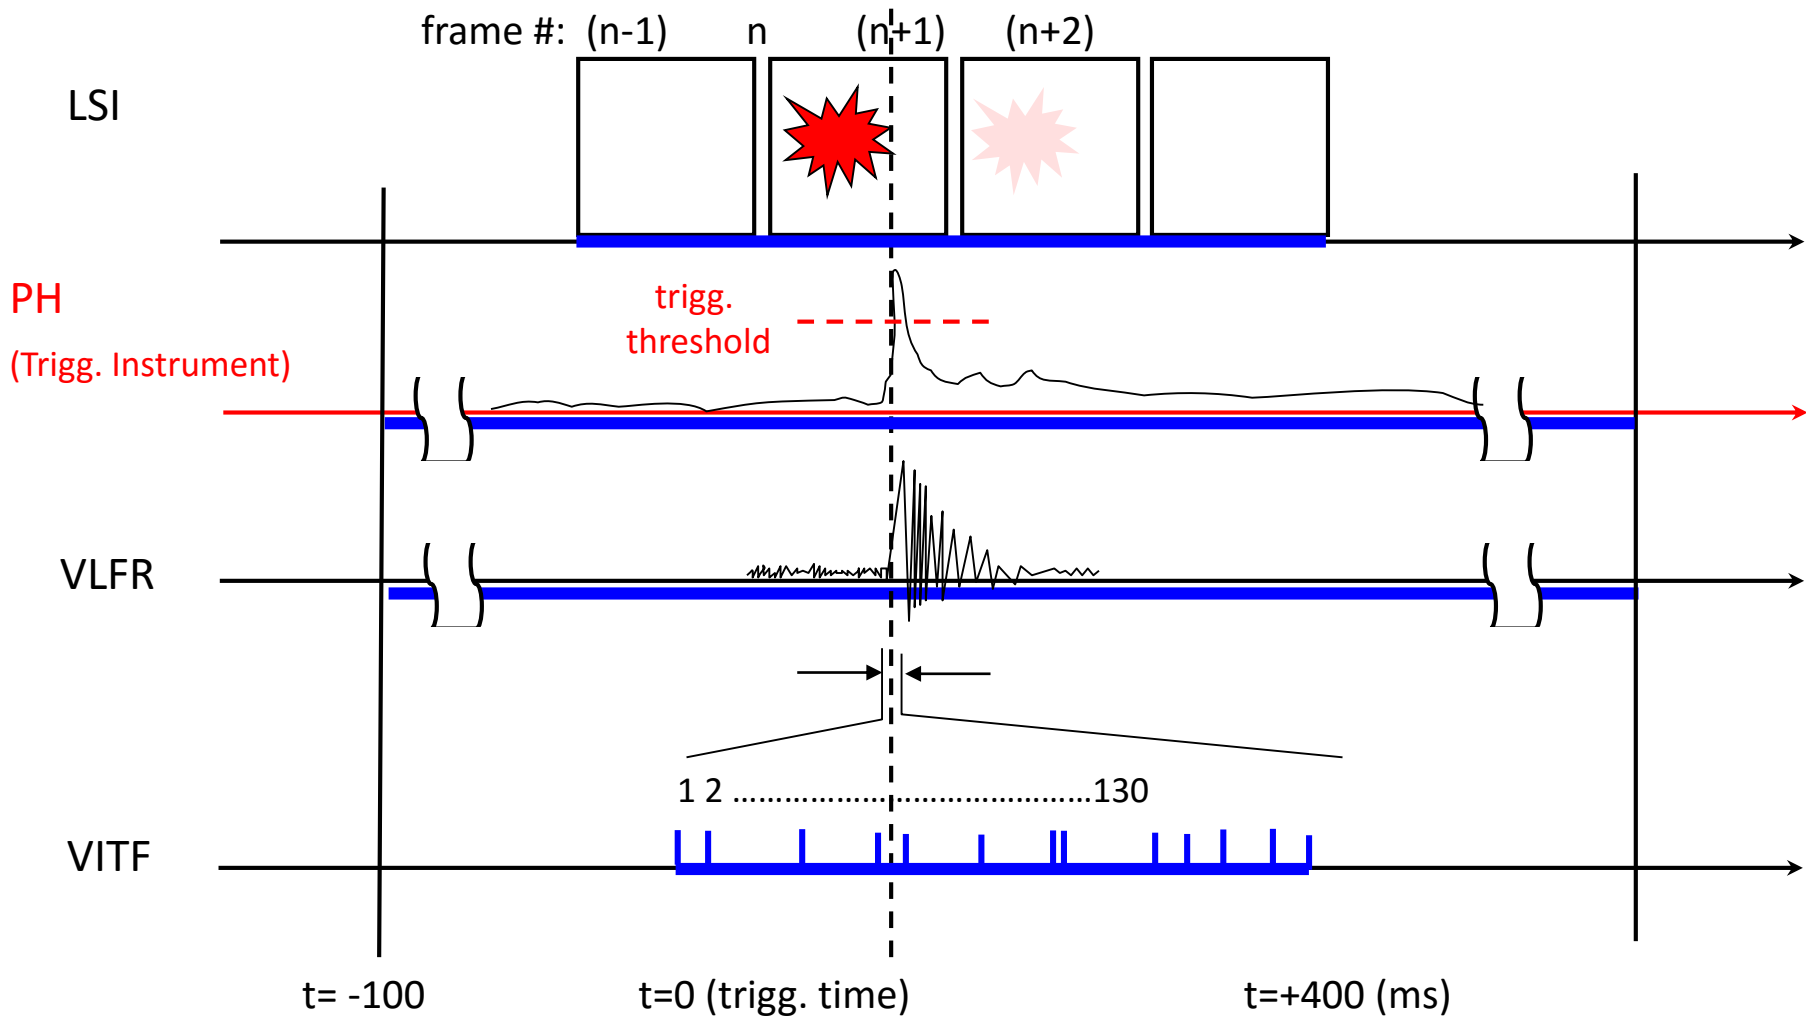 frame #: (n-1) n (n+1) (n+2)
LSI
PH
(Trigg. Instrument)
trigg.
threshold
VLFR
1 2 ........................................130
VITF
t= -100 t=0 (trigg. time) t=+400 (ms)